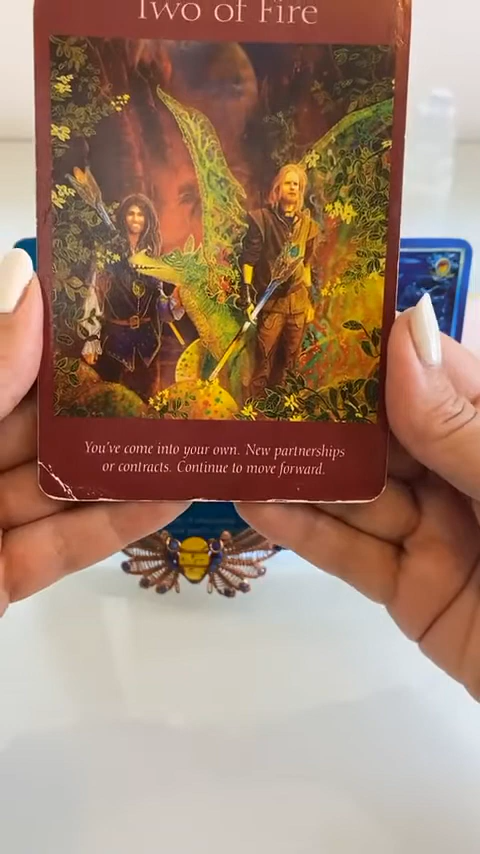 Two of Fire
You've come into your own. New partnerships
or contracts. Continue to move forward.